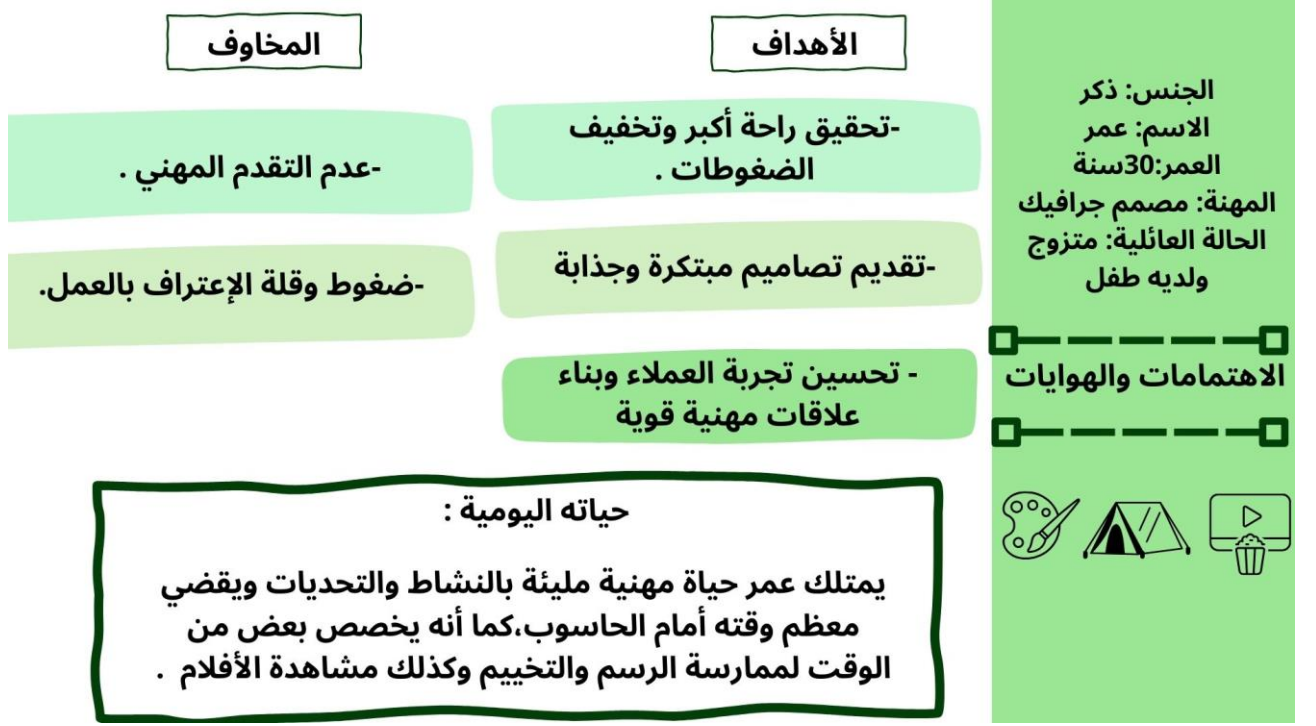 الجنس: ذكر
الاسم: عمر
العمر:30سنة
المهنة: مصمم جرافيك
الحالة العائلية: متزوج
ولديه طفل
الاهتمامات والهوايات
الأهداف
-تحقيق راحة أكبر وتخفيف
الضغوطات .
-تقديم تصاميم مبتكرة وجذابة
- تحسين تجربة العملاء وبناء
علاقات مهنية قوية
المخاوف
-عدم التقدم المهني .
-ضغوط وقلة الإعتراف بالعمل.
حياته اليومية :
يمتلك عمر حياة مهنية مليئة بالنشاط والتحديات ويقضي
معظم وقته أمام الحاسوب،كما أنه يخصص بعض من
الوقت لممارسة الرسم والتخييم وكذلك مشاهدة الأفلام .